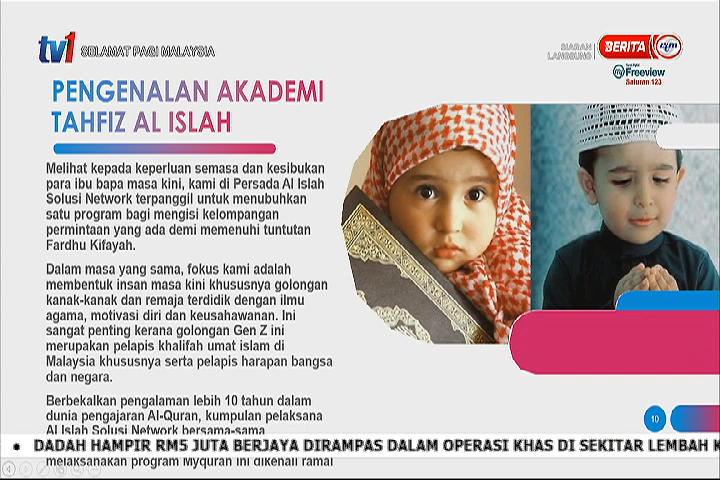 tv1 SELAMAT PAGI MALAYSIA
SIARAN
LANGSUNG
BERITA rtm
my Freeview
Saluran 123
PENGENALAN AKADEMI
TAHFIZ AL ISLAH
Melihat kepada keperluan semasa dan kesibukan
para ibu bapa masa kini, kami di Persada Al Islah
Solusi Network terpanggil untuk menubuhkan
satu program bagi mengisi kelompangan
permintaan yang ada demi memenuhi tuntutan
Fardhu Kifayah.
Dalam masa yang sama, fokus kami adalah
membentuk insan masa kini khususnya golongan
kanak-kanak dan remaja terdidik dengan ilmu
agama, motivasi diri dan keusahawanan. Ini
sangat penting kerana golongan Gen Z ini
merupakan pelapis khalifah umat islam di
Malaysia khususnya serta pelapis harapan bangsa
dan negara.
Berbekalkan pengalaman lebih 10 tahun dalam
dunia pengajaran Al-Quran, kumpulan pelaksana
Al Islah Solusi Network bersama-sama
10
• DADAH HAMPIR RM5 JUTA BERJAYA DIRAMPAS DALAM OPERASI KHAS DI SEKITAR LEMBAH K
melaksanakan program Myquran ini dikenali ramai